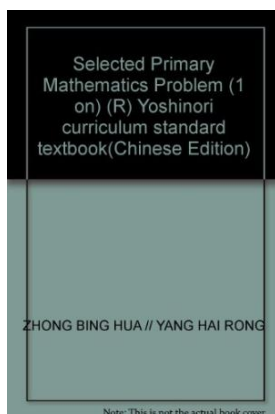 Selected Primary
Mathematics Problem (1
on) (R) Yoshinori
curriculum standard
textbook(Chinese Edition)
ZHONG BING HUA // YANG HAI RONG
Note: This is not the actual book cover